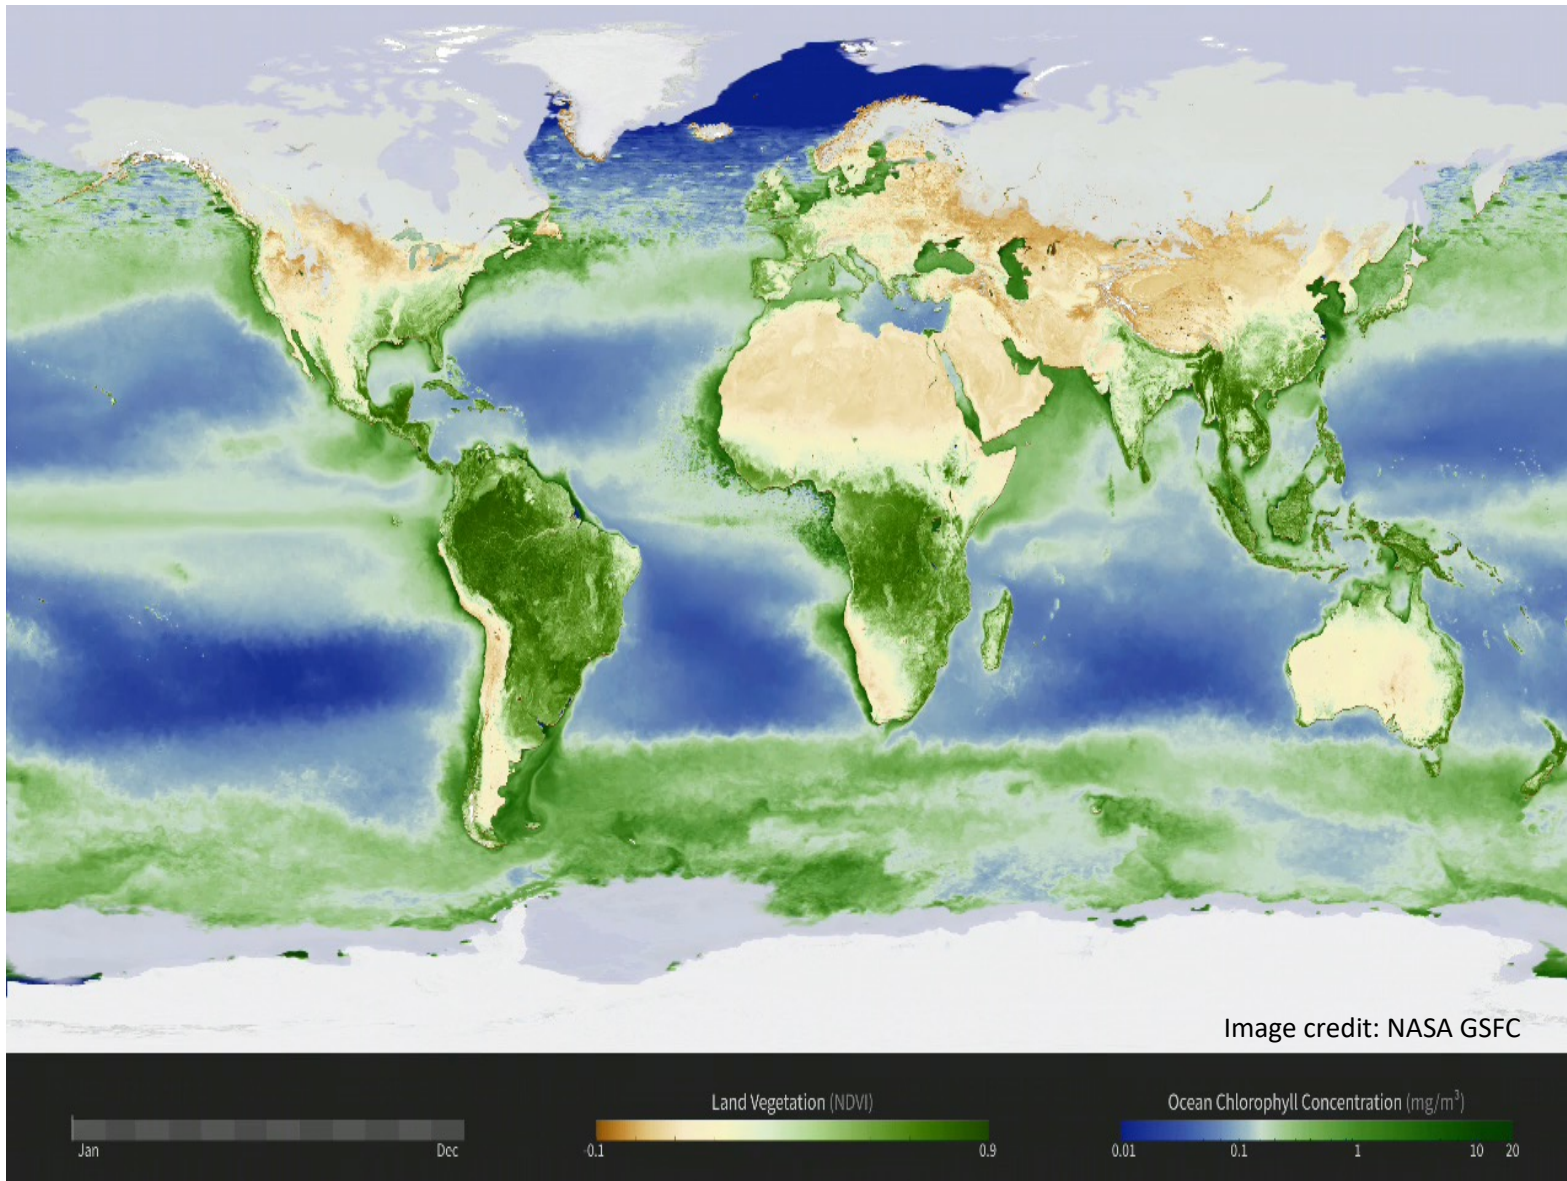 Image credit: NASA GSFC
Land Vegetation (NDVI)
Ocean Chlorophyll Concentration (mg/m³)
Jan
Dec
-0.1
0.9
0.01
0.1
1
10
20